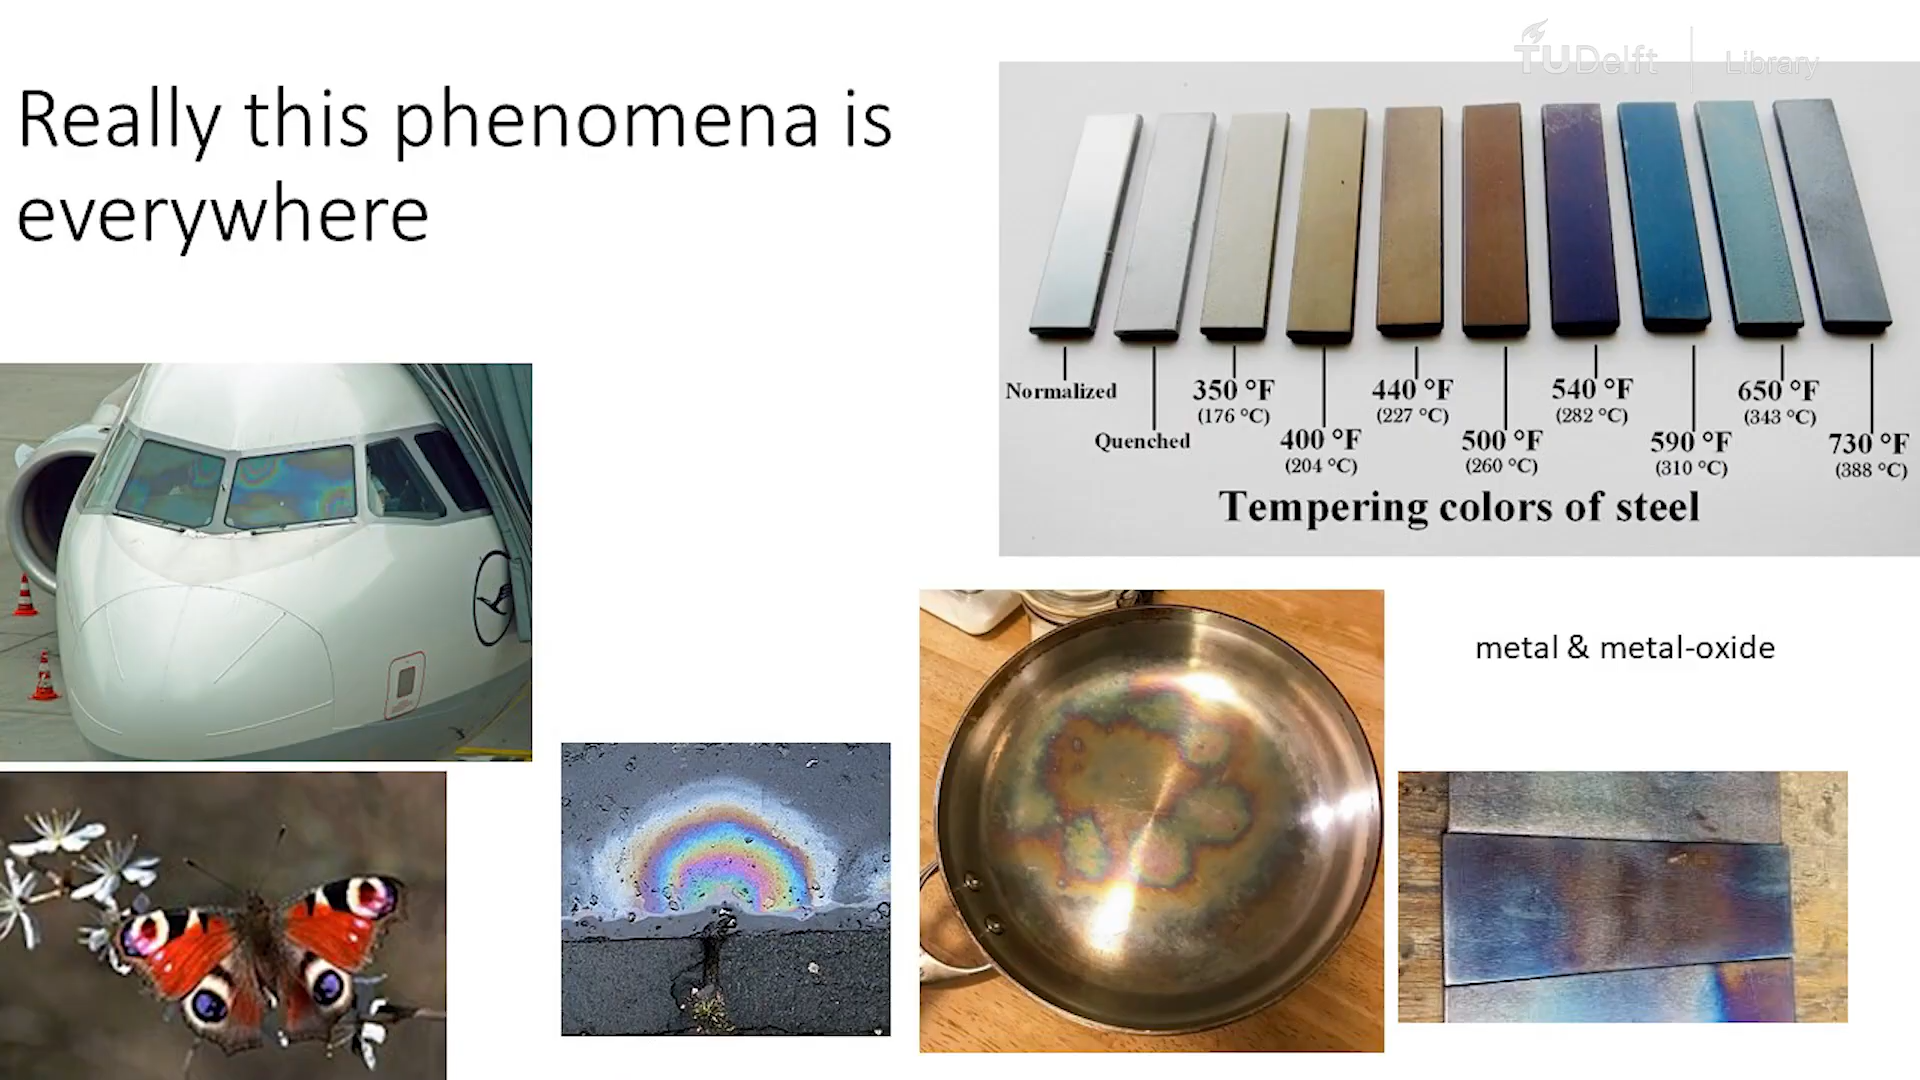 TUDelft | Library
Really this phenomena is
everywhere
Normalized
Quenched
350 °F
(176 °C)
400 °F
(204 °C)
440 °F
(227 °C)
500 °F
(260 °C)
540 °F
(282 °C)
590 °F
(310 °C)
650 °F
(343 °C)
730 °F
(388 °C)
Tempering colors of steel
metal & metal-oxide